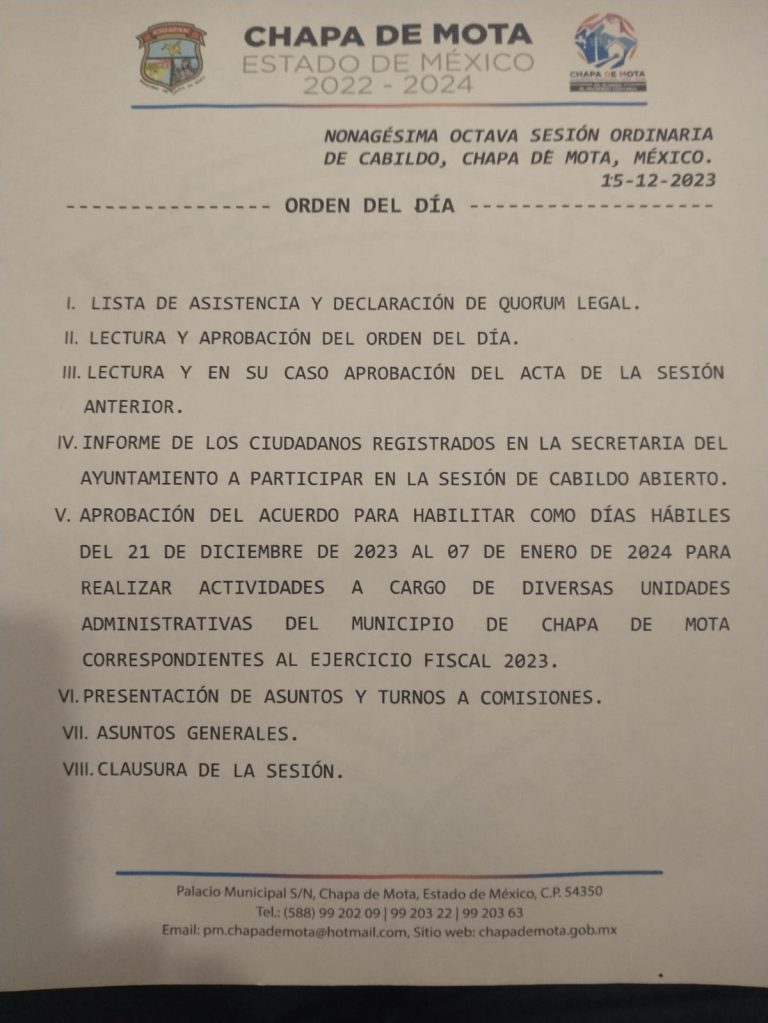 CHAPA DE MOTA
ESTADO DE MÉXICO
2022 - 2024
CHAPA DE MOTA
NONAGÉSIMA OCTAVA SESIÓN ORDINARIA
DE CABILDO, CHAPA DE MOTA, MÉXICO.
15-12-2023
---------------- ORDEN DEL DÍA -------------------
I. LISTA DE ASISTENCIA Y DECLARACIÓN DE QUORUM LEGAL.
II. LECTURA Y APROBACIÓN DEL ORDEN DEL DÍA.
III. LECTURA Y EN SU CASO APROBACIÓN DEL ACTA DE LA SESIÓN
ANTERIOR.
IV. INFORME DE LOS CIUDADANOS REGISTRADOS EN LA SECRETARIA DEL
AYUNTAMIENTO A PARTICIPAR EN LA SESIÓN DE CABILDO ABIERTO.
V. APROBACIÓN DEL ACUERDO PARA HABILITAR COMO DÍAS HÁBILES
DEL 21 DE DICIEMBRE DE 2023 AL 07 DE ENERO DE 2024 PARA
REALIZAR ACTIVIDADES A CARGO DE DIVERSAS UNIDADES
ADMINISTRATIVAS DEL MUNICIPIO DE CHAPA DE MOTA
CORRESPONDIENTES AL EJERCICIO FISCAL 2023.
VI. PRESENTACIÓN DE ASUNTOS Y TURNOS A COMISIONES.
VII. ASUNTOS GENERALES.
VIII. CLAUSURA DE LA SESIÓN.
Palacio Municipal S/N, Chapa de Mota, Estado de México, C.P. 54350
Tel.: (588) 99 202 09 | 99 203 22 | 99 203 63
Email: pm.chapademota@hotmail.com, Sitio web: chapademota.gob.mx